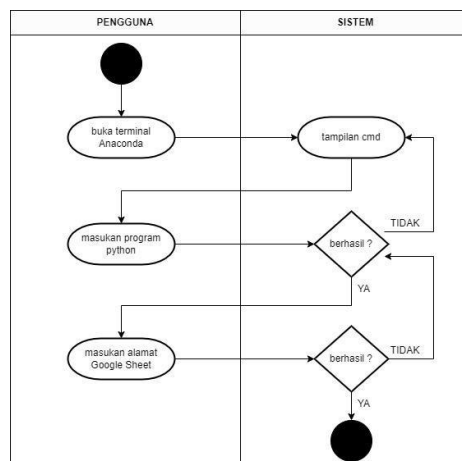 PENGGUNA
SISTEM
buka terminal
Anaconda
tampilan cmd
masukan program
python
berhasil ?
TIDAK
YA
masukan alamat
Google Sheet
berhasil ?
TIDAK
YA